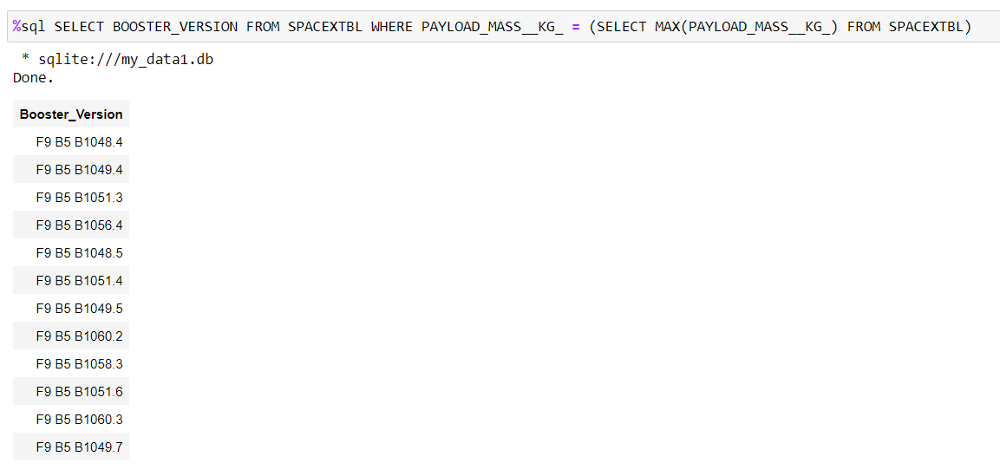 %sql SELECT BOOSTER_VERSION FROM SPACEXTBL WHERE PAYLOAD_MASS__KG_ = (SELECT MAX(PAYLOAD_MASS__KG_) FROM SPACEXTBL)
* sqlite:///my_data1.db
Done.
Booster_Version
F9 B5 B1048.4
F9 B5 B1049.4
F9 B5 B1051.3
F9 B5 B1056.4
F9 B5 B1048.5
F9 B5 B1051.4
F9 B5 B1049.5
F9 B5 B1060.2
F9 B5 B1058.3
F9 B5 B1051.6
F9 B5 B1060.3
F9 B5 B1049.7